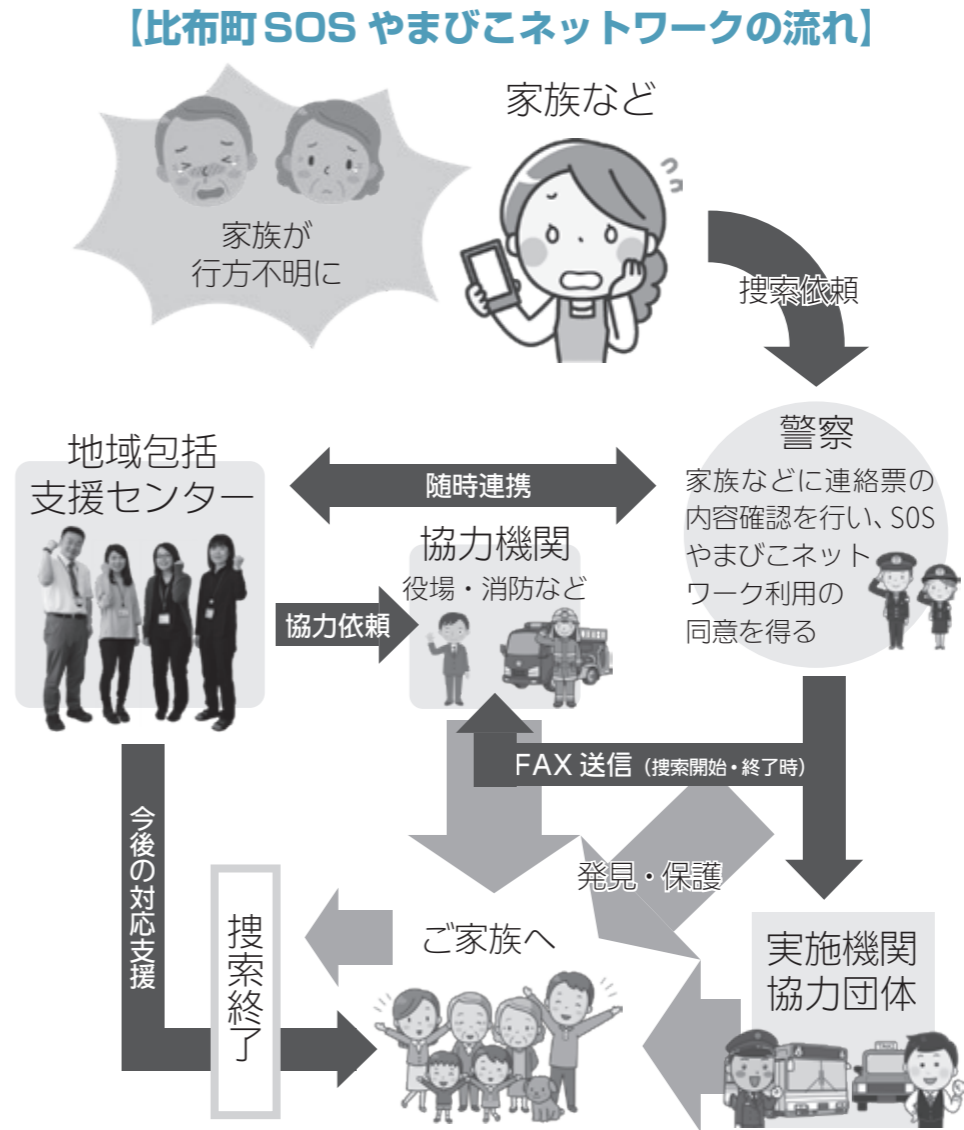 【比布町SOSやまびこネットワークの流れ】
家族など
家族が
行方不明に
捜索依頼
警察
家族などに連絡票の
内容確認を行い、SOS
やまびこネット
ワーク利用の
同意を得る
地域包括
支援センター
随時連携
協力機関
役場・消防など
協力依頼
FAX送信（捜索開始・終了時）
発見・保護
今後の対応支援
捜索終了
ご家族へ
実施機関
協力団体